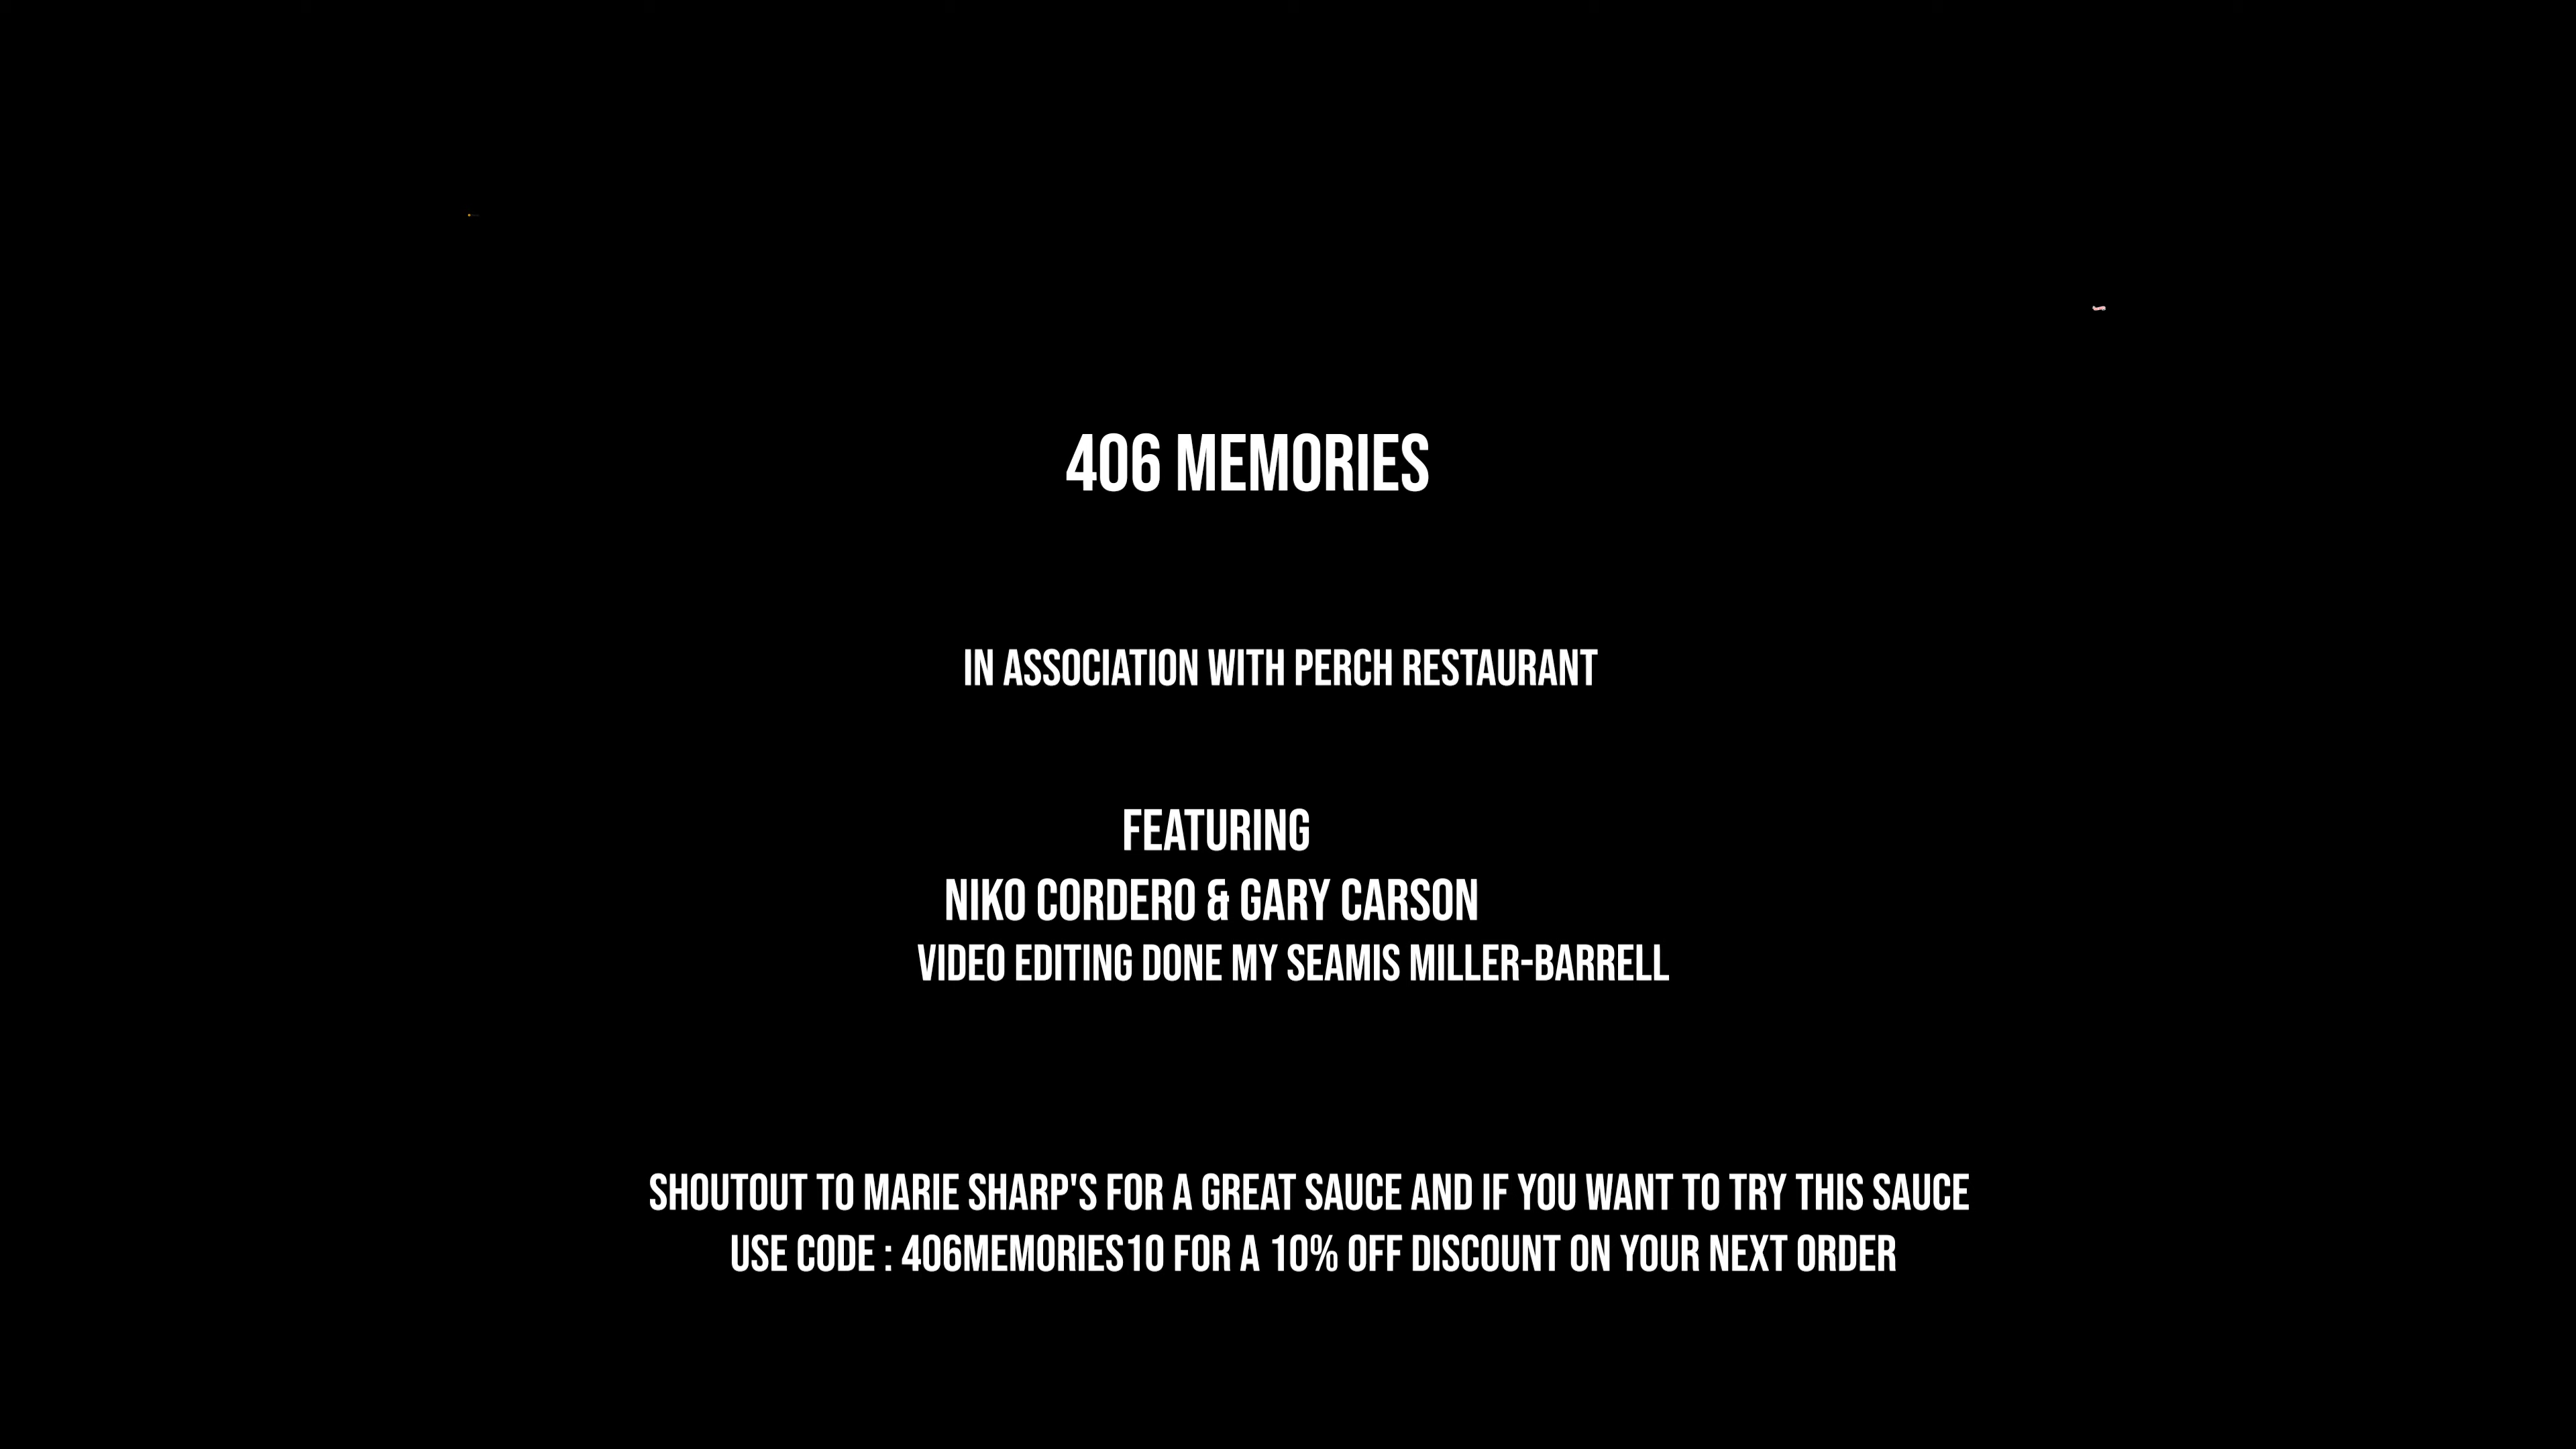 406 MEMORIES
IN ASSOCIATION WITH PERCH RESTAURANT
FEATURING
NIKO CORDERO & GARY CARSON
VIDEO EDITING DONE MY SEAMIS MILLER-BARRELL
SHOUTOUT TO MARIE SHARP'S FOR A GREAT SAUCE AND IF YOU WANT TO TRY THIS SAUCE
USE CODE : 406MEMORIES10 FOR A 10% OFF DISCOUNT ON YOUR NEXT ORDER